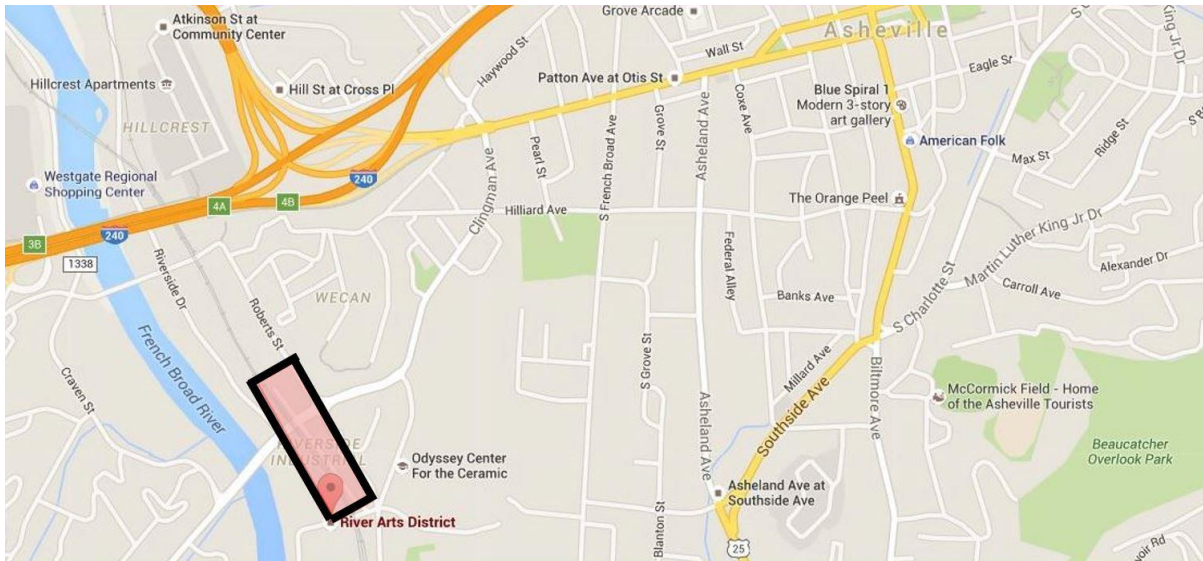 Atkinson St at
Community Center
Grove Arcade
Asheville
Haywood St
Wall St
Eagle St
Hillcrest Apartments
Hill St at Cross Pl
Patton Ave at Otis St
Blue Spiral 1
Modern 3-story
art gallery
HILLCREST
Coxe Ave
Grove St
Asheland Ave
American Folk
Ridge St
Max St
Pearl St
S French Broad Ave
Clingman Ave
Westgate Regional
Shopping Center
240
4A
4B
Hilliard Ave
The Orange Peel
Martin Luther King Jr Dr
3B
240
1338
Riverside Dr
Federal Alley
Alexander Dr
WECAN
Banks Ave
Carroll Ave
S Charlotte St
Roberts St
French Broad River
Craven St
S Grove St
Millard Ave
Biltmore Ave
Southside Ave
Asheland Ave
McCormick Field - Home
of the Asheville Tourists
RIVERSIDE
INDUSTRIAL
Odyssey Center
For the Ceramic
Beaucatcher
Overlook Park
Asheland Ave at
Southside Ave
River Arts District
Blanton St
25